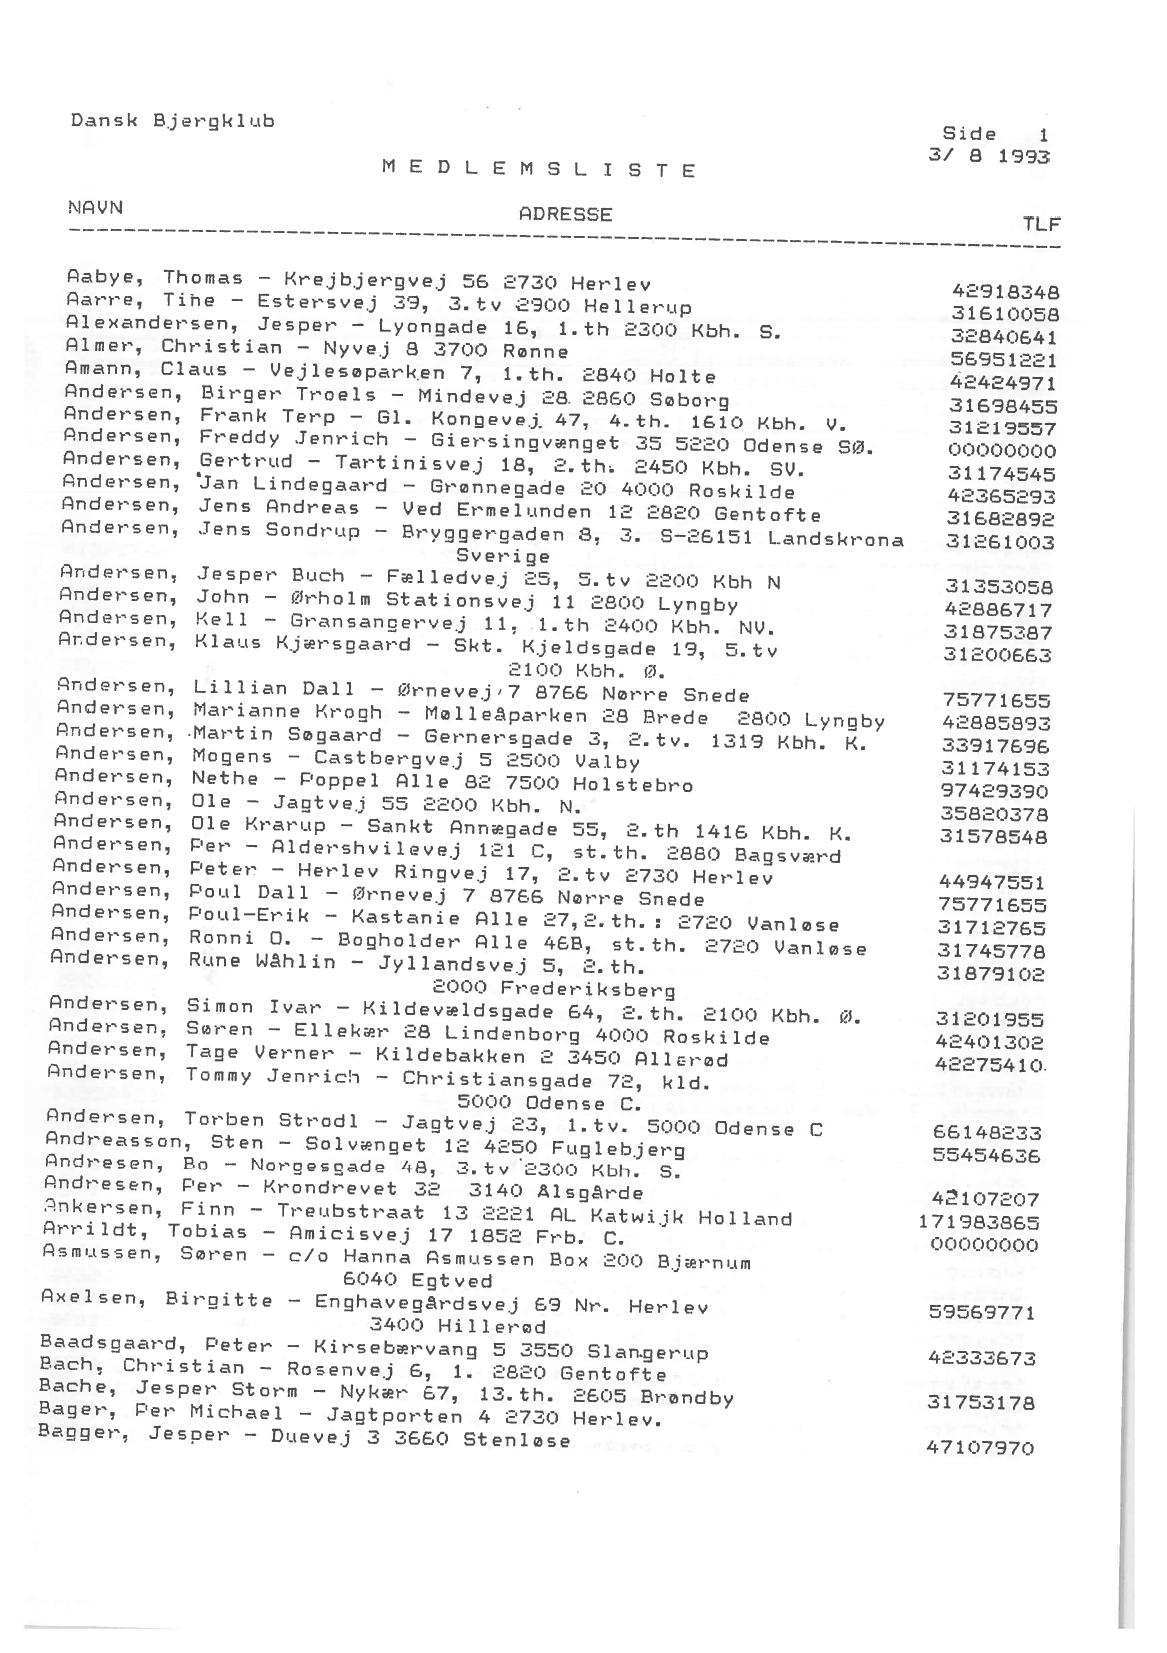 Dansk Bjergklub
Side 1
3/ 8 1993
M E D L E M S L I S T E
NAVN ADRESSE TLF
Aabye, Thomas - Krejbjergvej 56 2730 Herlev 42918348
Aarre, Tine - Estersvej 39, 3.tv 2900 Hellerup 31610058
Alexandersen, Jesper - Lyongade 16, 1.th 2300 Kbh. S. 32840641
Almer, Christian - Nyvej 8 3700 Rønne 56951221
Amann, Claus - Vejlesøparken 7, 1.th. 2840 Holte 42424971
Andersen, Birger Troels - Mindevej 28 2860 Søborg 31698455
Andersen, Frank Terp - Gl. Kongevej 47, 4.th. 1610 Kbh. V. 31219557
Andersen, Freddy Jenrich - Giersingvænget 35 5220 Odense SØ. 00000000
Andersen, Gertrud - Tartinisvej 18, 2.th. 2450 Kbh. SV. 31174545
Andersen, Jan Lindegaard - Grønnegade 20 4000 Roskilde 42365293
Andersen, Jens Andreas - Ved Ermelunden 12 2820 Gentofte 31682892
Andersen, Jens Sondrup - Bryggergaden 8, 3. S-26151 Landskrona 31261003
Sverige
Andersen, Jesper Buch - Fælledvej 25, 5.tv 2200 Kbh N 31353058
Andersen, John - Ørholm Stationsvej 11 2800 Lyngby 42886717
Andersen, Kell - Gransangervej 11, 1.th 2400 Kbh. NV. 31875387
Andersen, Klaus Kjærsgaard - Skt. Kjeldsgade 19, 5.tv 31200663
2100 Kbh. Ø.
Andersen, Lillian Dall - Ørnevej 7 8766 Nørre Snede 75771655
Andersen, Marianne Krogh - Mølleåparken 28 Brede 2800 Lyngby 42885893
Andersen, Martin Søgaard - Gernersgade 3, 2.tv. 1319 Kbh. K. 33917696
Andersen, Mogens - Castbergvej 5 2500 Valby 31174153
Andersen, Nethe - Poppel Alle 82 7500 Holstebro 97429390
Andersen, Ole - Jagtvej 55 2200 Kbh. N. 35820378
Andersen, Ole Krarup - Sankt Annægade 55, 2.th 1416 Kbh. K. 31578548
Andersen, Per - Aldershvilevej 121 C, st.th. 2880 Bagsværd
Andersen, Peter - Herlev Ringvej 17, 2.tv 2730 Herlev 44947551
Andersen, Poul Dall - Ørnevej 7 8766 Nørre Snede 75771655
Andersen, Poul-Erik - Kastanie Alle 27,2.th.: 2720 Vanløse 31712765
Andersen, Ronni O. - Bogholder Alle 46B, st.th. 2720 Vanløse 31745778
Andersen, Rune Wåhlin - Jyllandsvej 5, 2.th. 31879102
2000 Frederiksberg
Andersen, Simon Ivar - Kildevældsgade 64, 2.th. 2100 Kbh. Ø. 31201955
Andersen, Søren - Ellekær 28 Lindenborg 4000 Roskilde 42401302
Andersen, Tage Verner - Kildebakken 2 3450 Allerød 42275410
Andersen, Tommy Jenrich - Christiansgade 72, kld.
5000 Odense C.
Andersen, Torben Strodl - Jagtvej 23, 1.tv. 5000 Odense C 66148233
Andreasson, Sten - Solvænget 12 4250 Fuglebjerg 55454636
Andresen, Bo - Norgesgade 48, 3.tv 2300 Kbh. S.
Andresen, Per - Krondrevet 32 3140 Ålsgårde 42107207
Ankersen, Finn - Treubstraat 13 2221 AL Katwijk Holland 171983865
Arrildt, Tobias - Amicisvej 17 1852 Frb. C. 00000000
Asmussen, Søren - c/o Hanna Asmussen Box 200 Bjærnum
6040 Egtved
Axelsen, Birgitte - Enghavegårdsvej 69 Nr. Herlev 59569771
3400 Hillerød
Baadsgaard, Peter - Kirsebærvang 5 3550 Slangerup 42333673
Bach, Christian - Rosenvej 6, 1. 2820 Gentofte
Bache, Jesper Storm - Nykær 67, 13.th. 2605 Brøndby 31753178
Bager, Per Michael - Jagtporten 4 2730 Herlev.
Bagger, Jesper - Duevej 3 3660 Stenløse 47107970